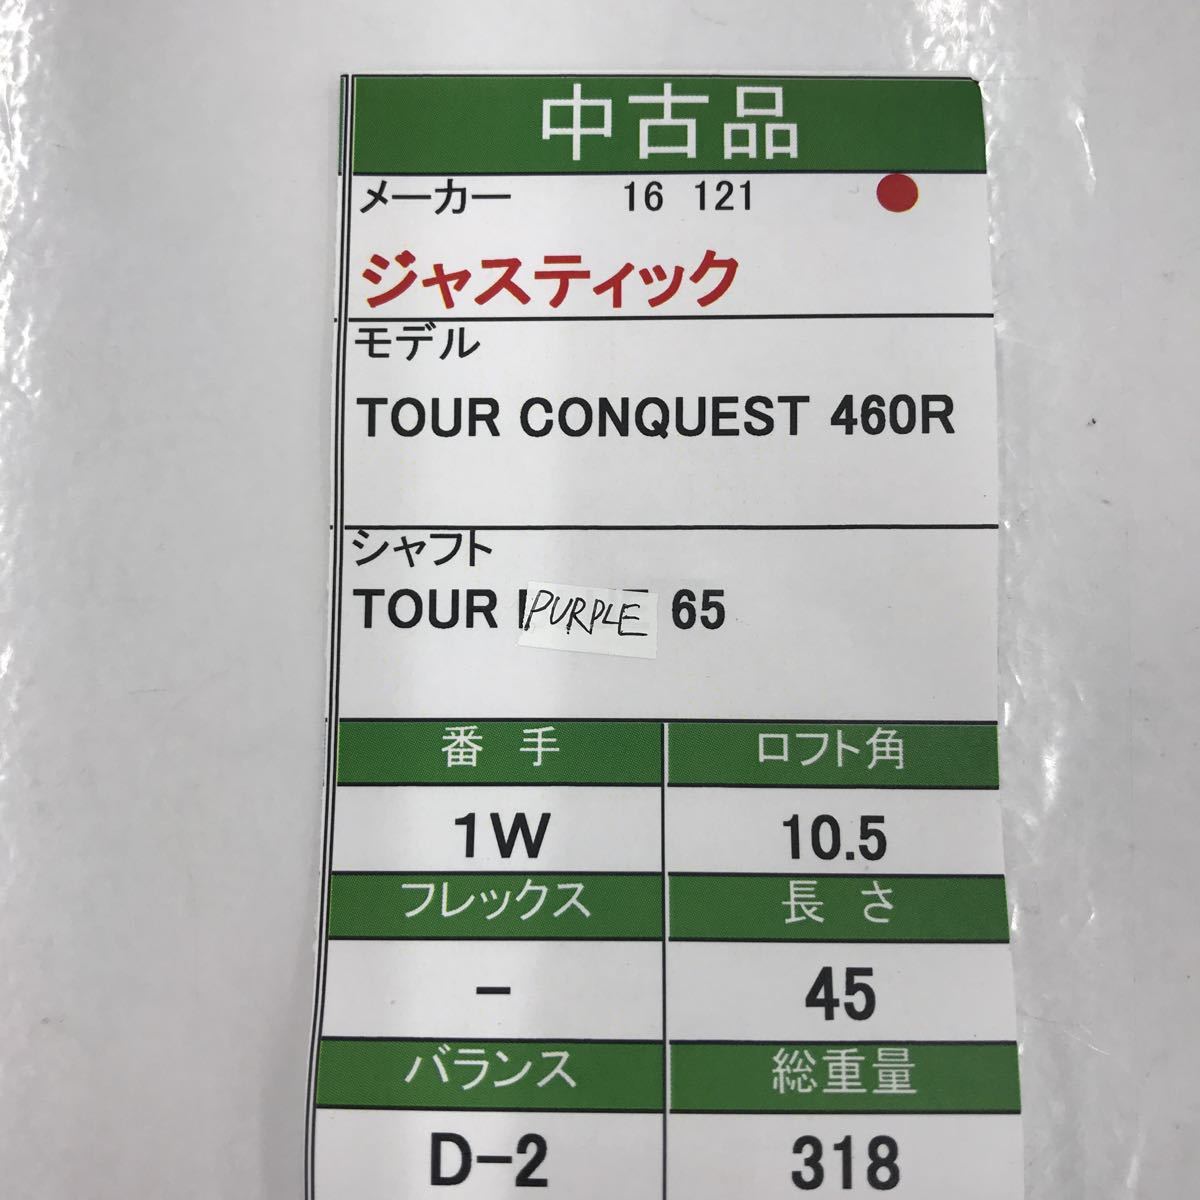 中古品
メーカー 16 121
ジャスティック
モデル
TOUR CONQUEST 460R
シャフト
TOUR PURPLE 65
番手 ロフト角
1W 10.5
フレックス 長さ
- 45
バランス 総重量
D-2 318